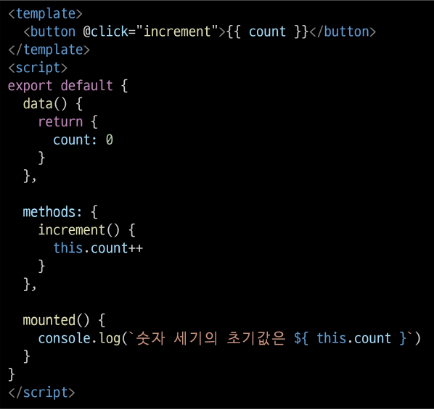 <template>
  <button @click="increment">{{ count }}</button>
</template>
<script>
export default {
  data() {
    return {
      count: 0
    }
  },

  methods: {
    increment() {
      this.count++
    }
  },

  mounted() {
    console.log(`숫자 세기의 초기값은 ${ this.count }`)
  }
}
</script>